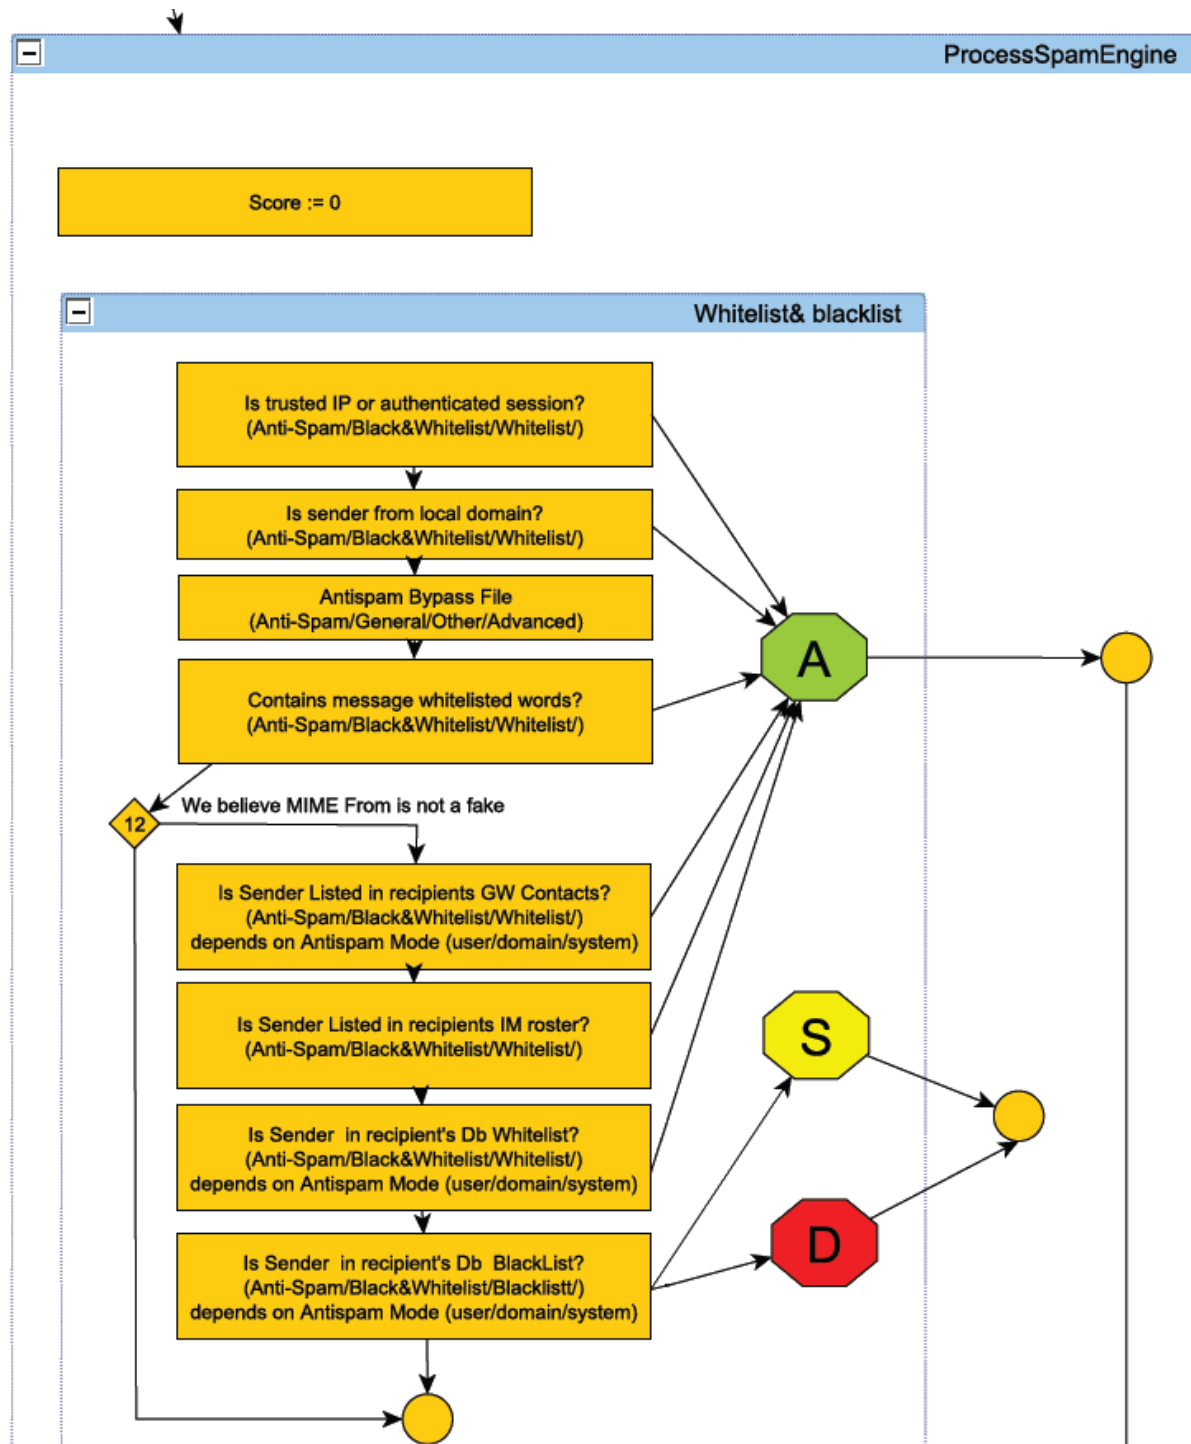 ProcessSpamEngine
Score := 0
Whitelist& blacklist
Is trusted IP or authenticated session?
(Anti-Spam/Black&Whitelist/Whitelist/)
Is sender from local domain?
(Anti-Spam/Black&Whitelist/Whitelist/)
Antispam Bypass File
(Anti-Spam/General/Other/Advanced)
A
Contains message whitelisted words?
(Anti-Spam/Black&Whitelist/Whitelist/)
We believe MIME From is not a fake
12
Is Sender Listed in recipients GW Contacts?
(Anti-Spam/Black&Whitelist/Whitelist/)
depends on Antispam Mode (user/domain/system)
Is Sender Listed in recipients IM roster?
(Anti-Spam/Black&Whitelist/Whitelist/)
S
Is Sender in recipient's Db Whitelist?
(Anti-Spam/Black&Whitelist/Whitelist/)
depends on Antispam Mode (user/domain/system)
D
Is Sender in recipient's Db BlackList?
(Anti-Spam/Black&Whitelist/Blacklistt/)
depends on Antispam Mode (user/domain/system)